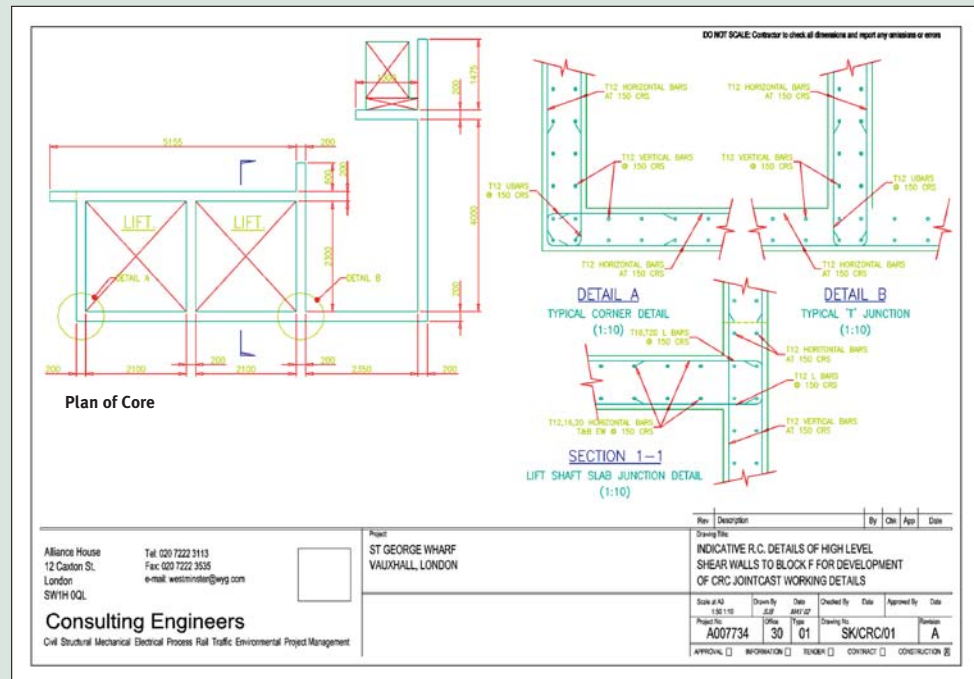 DO NOT SCALE: Contractor to check all dimensions and report any omissions or errors
1475
200
5155
200
600
200
4000
LIFT
LIFT
2300
DETAIL A
DETAIL B
200
200
200
200
2100
2100
2350
200
Plan of Core
T12 HORIZONTAL BARS
AT 150 CRS
T12 HORIZONTAL BARS
AT 150 CRS
T12 VERTICAL BARS
@ 150 CRS
T12 VERTICAL BARS
@ 150 CRS
T12 UBARS
@ 150 CRS
T12 UBARS
@ 150 CRS
T12 HORIZONTAL BARS
AT 150 CRS
T12 HORIZONTAL BARS
AT 150 CRS
DETAIL A
TYPICAL CORNER DETAIL
(1:10)
DETAIL B
TYPICAL 'T' JUNCTION
(1:10)
T16,T20 L BARS
@ 150 CRS
T12 HORITONTAL BARS
AT 150 CRS
T12 L BARS
@ 150 CRS
T12,16,20 HORIZONTAL BARS
T&B EW @ 150 CRS
T12 VERTICAL BARS
AT 150 CRS
SECTION 1-1
LIFT SHAFT SLAB JUNCTION DETAIL
(1:10)
Rev Description By Chk App Date
Alliance House
12 Caxton St.
London
SW1H 0QL
Tel: 020 7222 3113
Fax: 020 7222 3535
e-mail: westminster@wyg.com
Consulting Engineers
Civil Structural Mechanical Electrical Process Rail Traffic Environmental Project Management
Project
ST GEORGE WHARF
VAUXHALL, LONDON
Drawing Title:
INDICATIVE R.C. DETAILS OF HIGH LEVEL
SHEAR WALLS TO BLOCK F FOR DEVELOPMENT
OF CRC JOINTCAST WORKING DETAILS
Scale at A3 Drawn By Date Checked By Date Approved By Date
1:50 1:10
Project No. Office Type Drawing No. Revision
A007734 30 01 SK/CRC/01 A
APPROVAL INFORMATION TENDER CONTRACT CONSTRUCTION